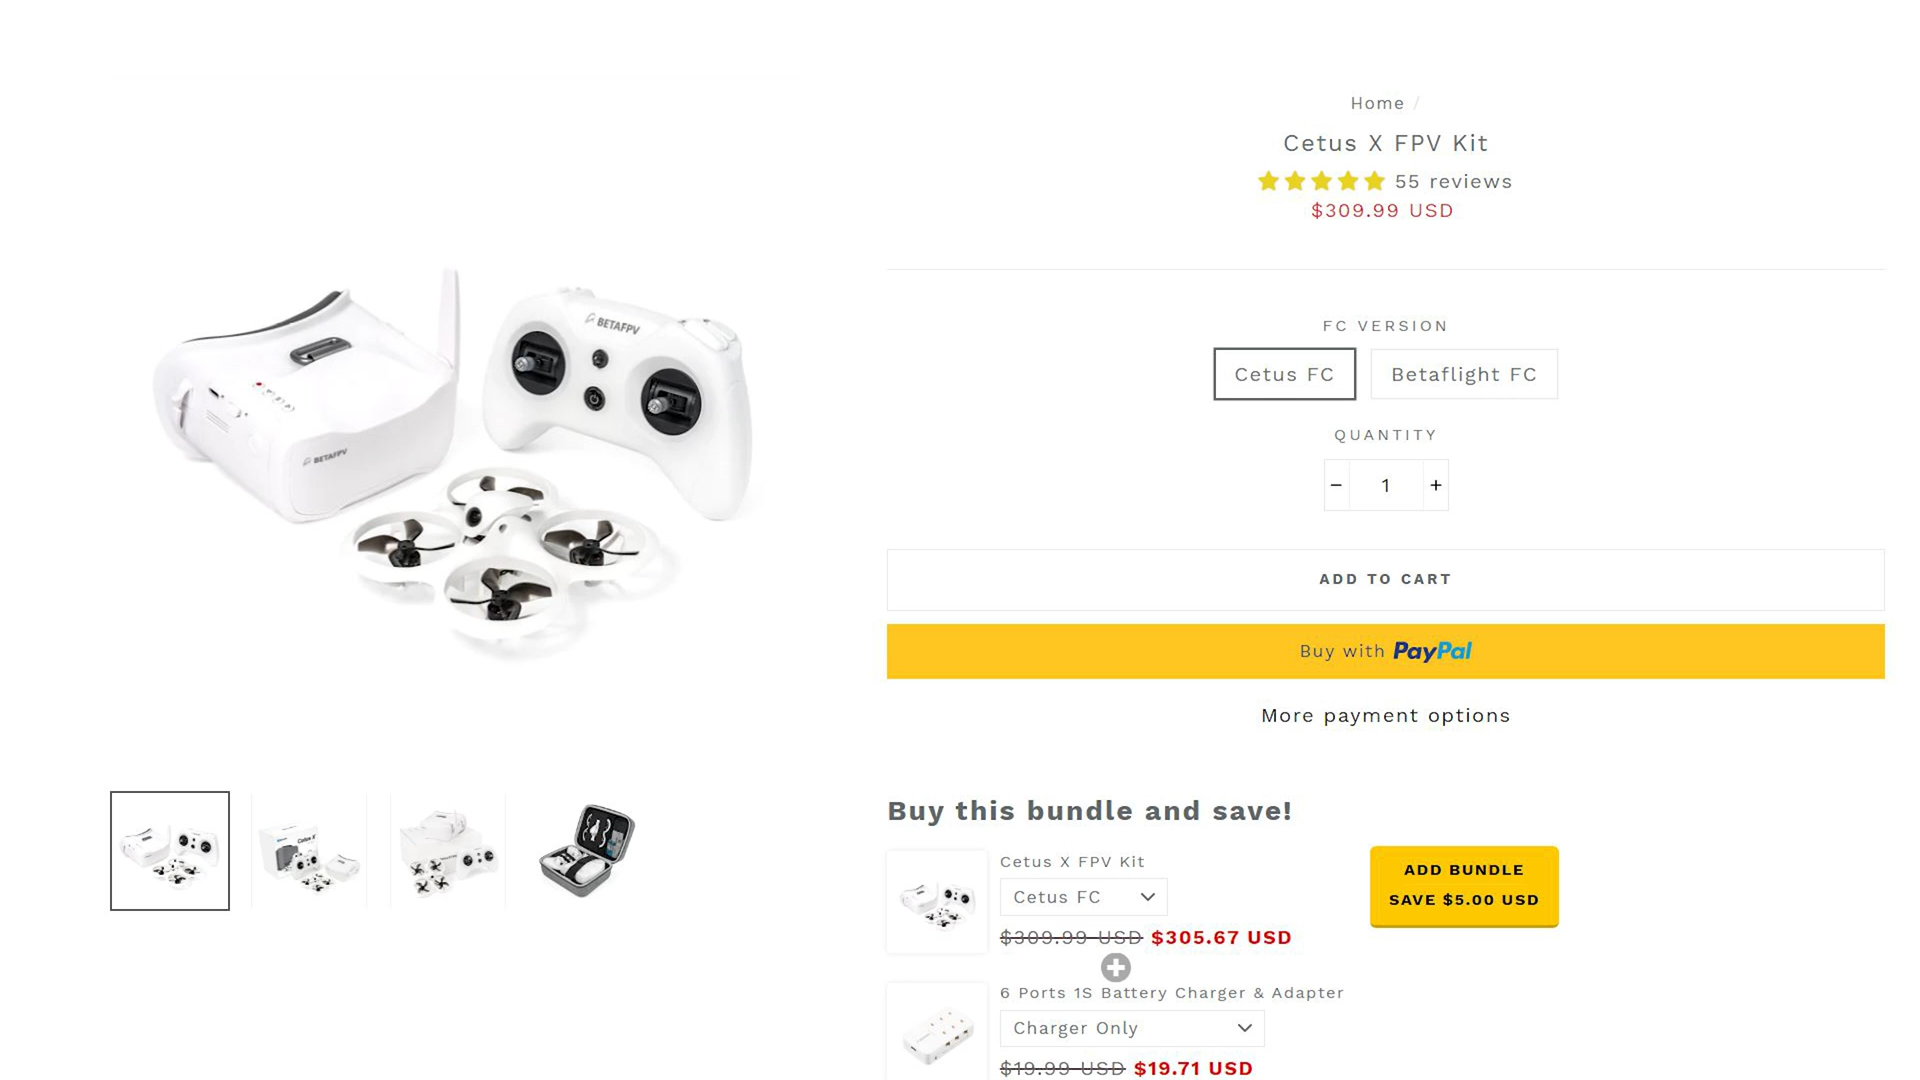 Home /
Cetus X FPV Kit
55 reviews
$309.99 USD
FC VERSION
Cetus FC
Betaflight FC
QUANTITY
− 1 +
ADD TO CART
Buy with PayPal
More payment options
Buy this bundle and save!
Cetus X FPV Kit
Cetus FC
$309.99 USD $305.67 USD
ADD BUNDLE
SAVE $5.00 USD
6 Ports 1S Battery Charger & Adapter
Charger Only
$19.99 USD $19.71 USD
BETAFPV
BETAFPV
Cetus X